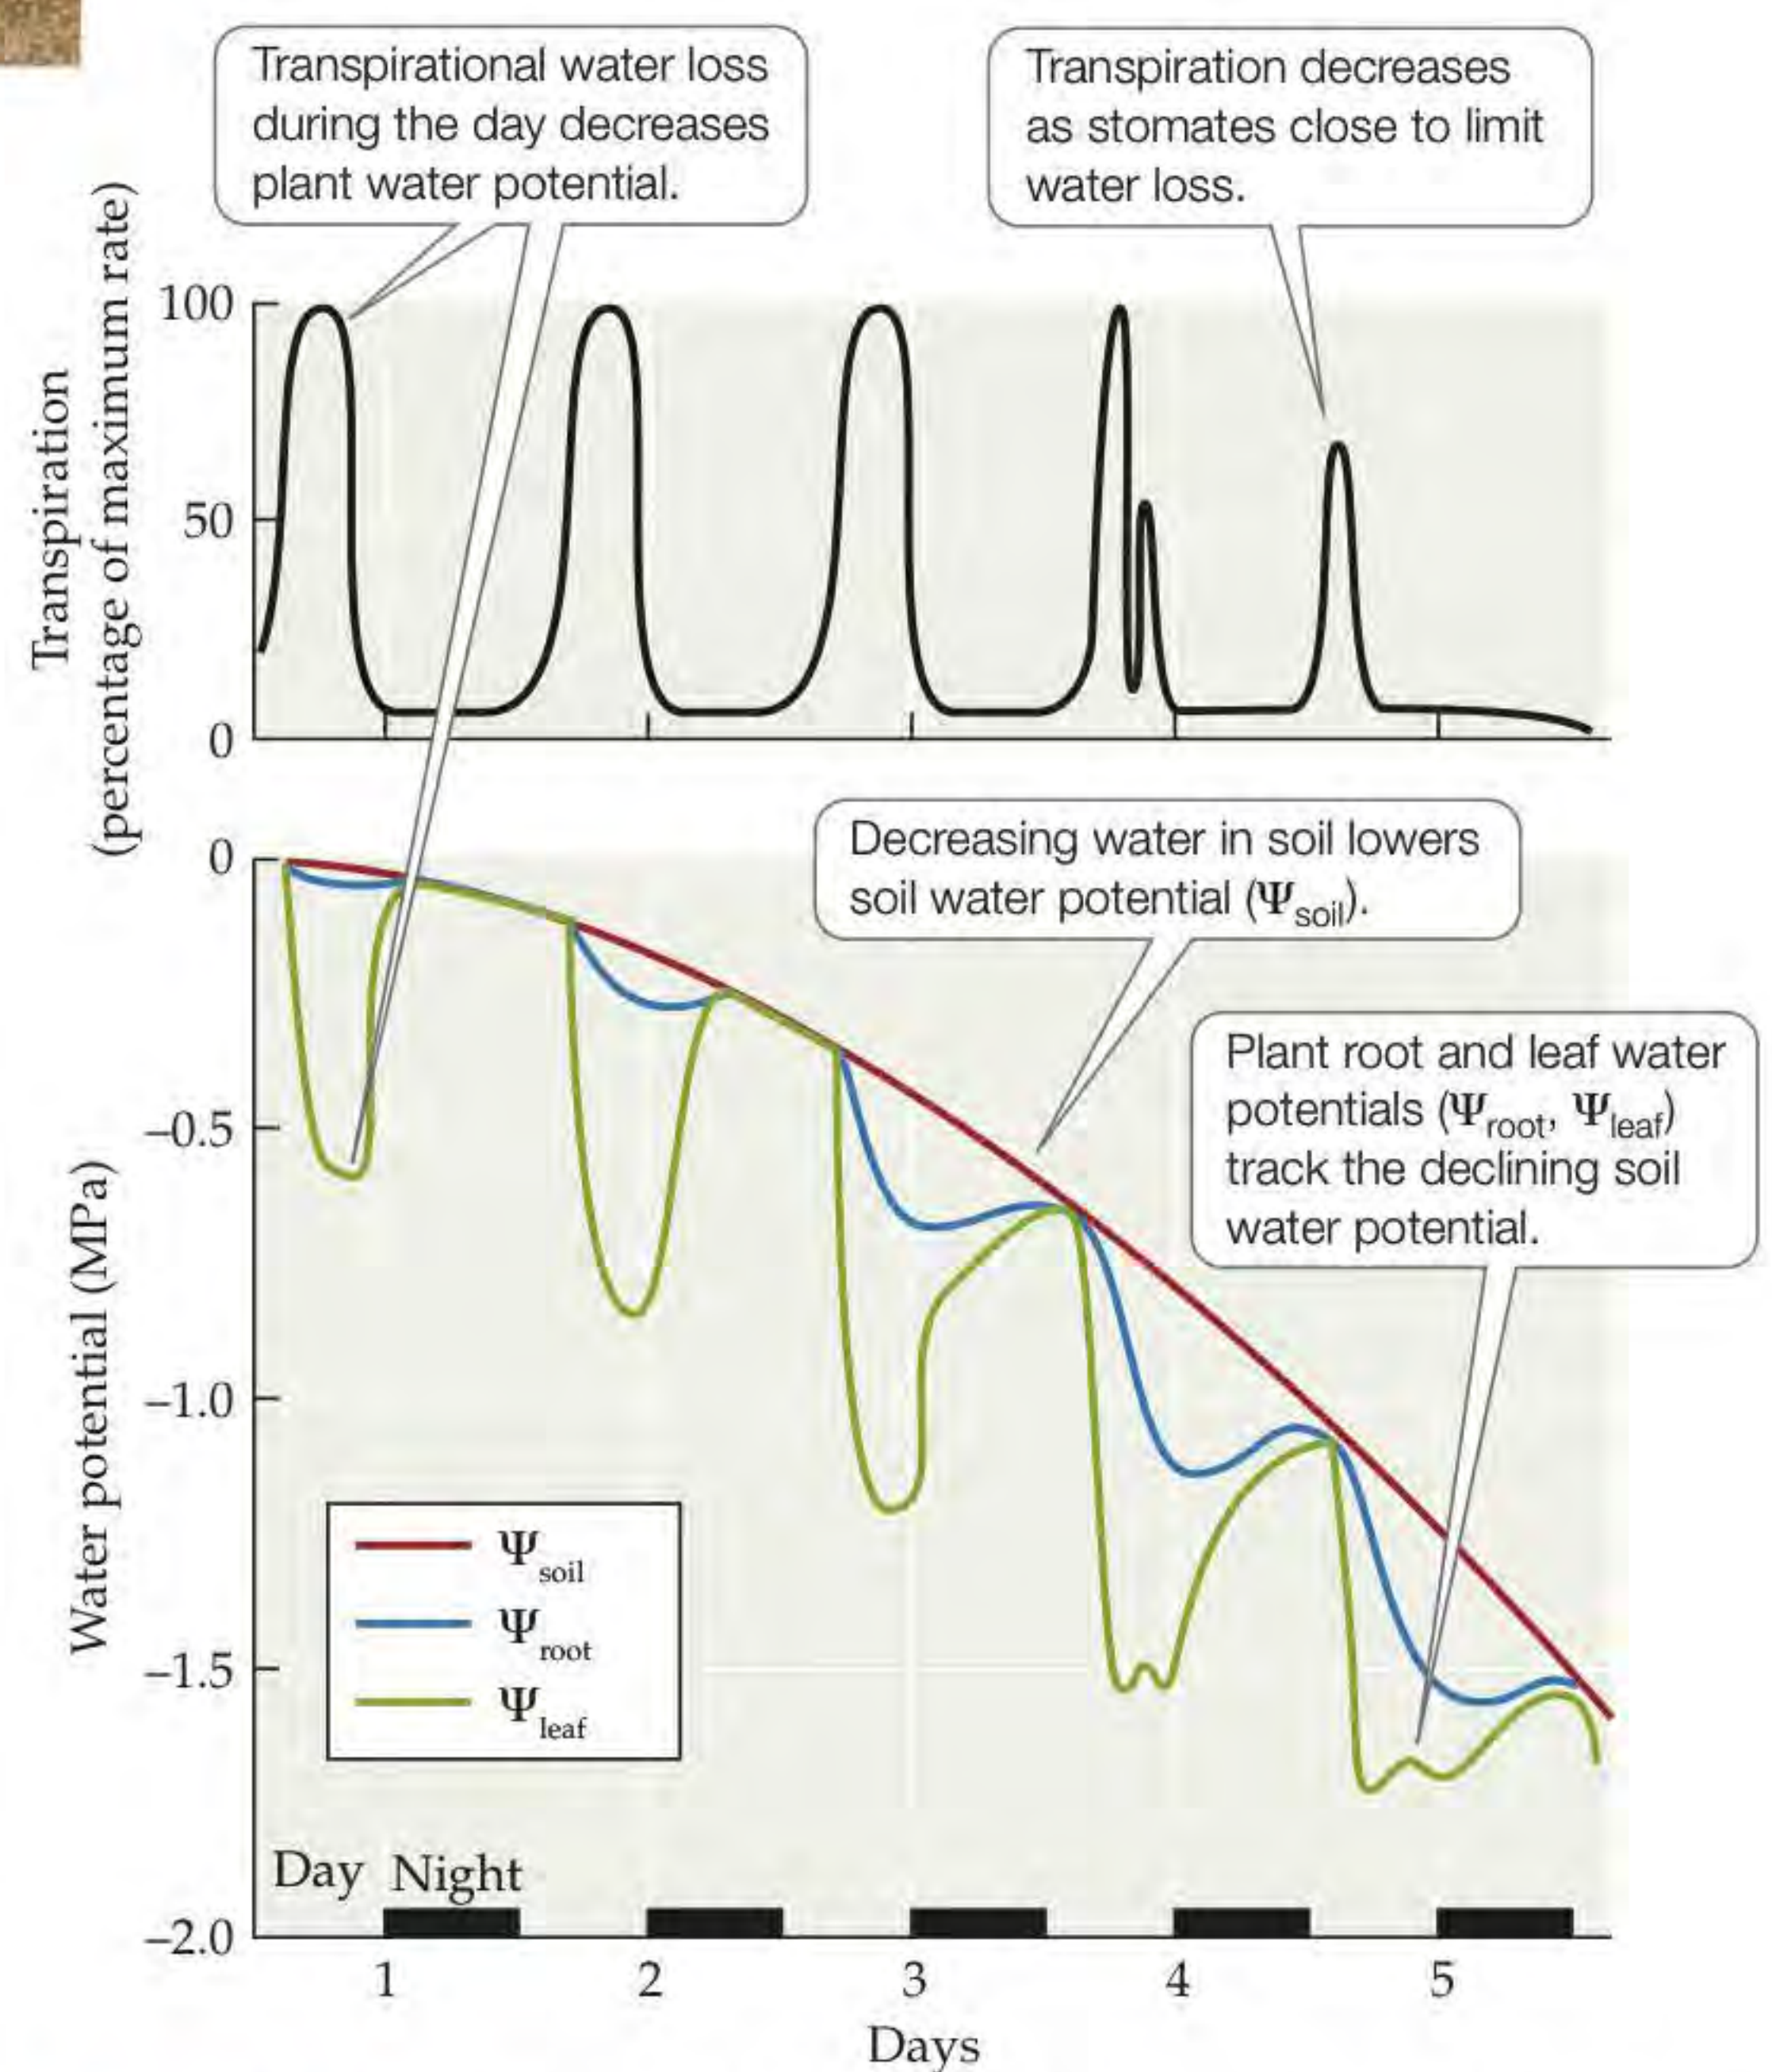 Transpirational water loss
during the day decreases
plant water potential.
Transpiration decreases
as stomates close to limit
water loss.
Transpiration
(percentage of maximum rate)
100
50
0
Decreasing water in soil lowers
soil water potential (Ψsoil).
Plant root and leaf water
potentials (Ψroot, Ψleaf)
track the declining soil
water potential.
Water potential (MPa)
0
–0.5
–1.0
–1.5
–2.0
Ψsoil
Ψroot
Ψleaf
Day Night
1 2 3 4 5
Days